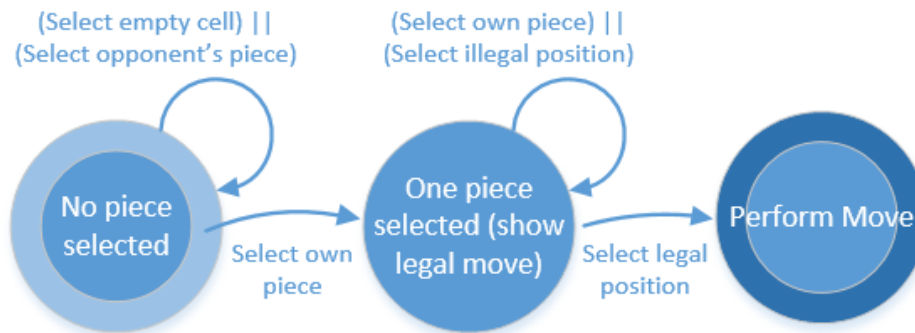 (Select empty cell) ||
(Select opponent's piece)
(Select own piece) ||
(Select illegal position)
No piece
selected
Select own
piece
One piece
selected (show
legal move)
Select legal
position
Perform Move